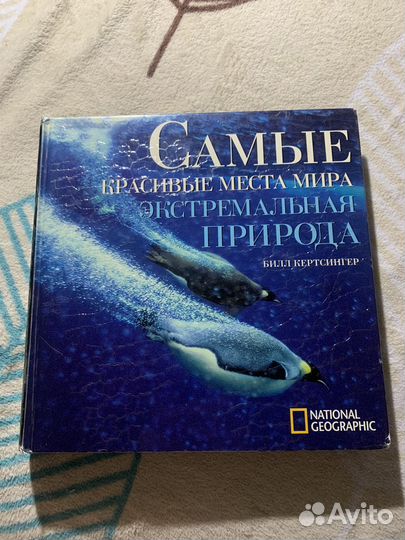 САМЫЕ
КРАСИВЫЕ МЕСТА МИРА
ЭКСТРЕМАЛЬНАЯ
ПРИРОДА
БИЛЛ КЕРТСИНГЕР
NATIONAL
GEOGRAPHIC
Avito